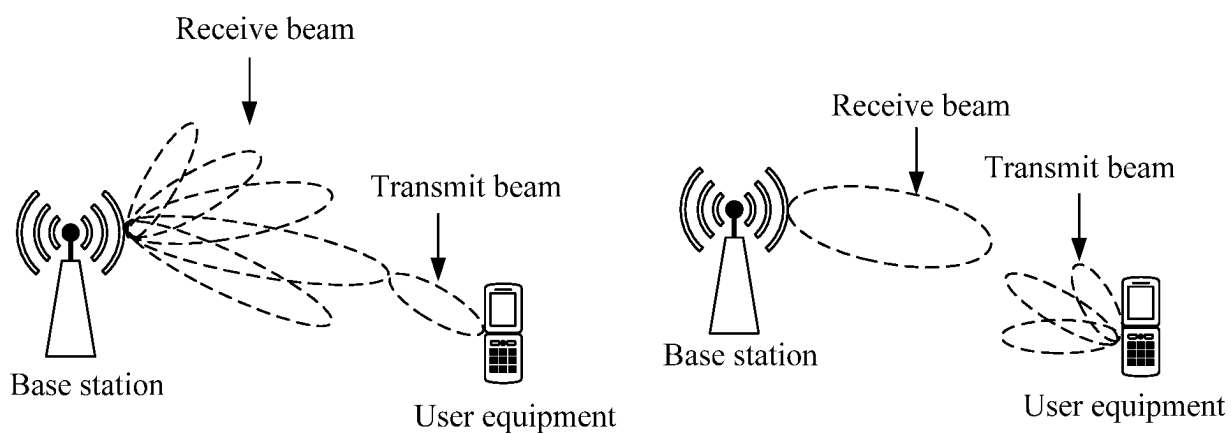 Receive beam
Transmit beam
Base station
User equipment
Receive beam
Transmit beam
Base station
User equipment